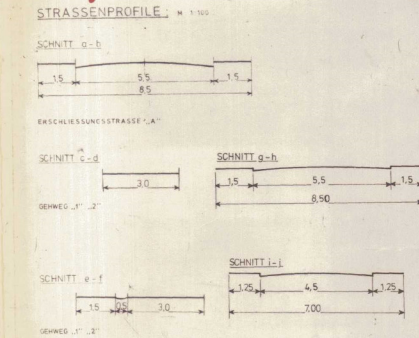 STRASSENPROFILE: M 1:100
SCHNITT a-b
1.5 5.5 1.5
8.5
ERSCHLIESSUNGSSTRASSE "A"
SCHNITT c-d
3.0
GEHWEG „1" „2"
SCHNITT g-h
1,5 5,5 1,5
8,50
SCHNITT e-f
1.5 0.5 3.0
GEHWEG „1" „2"
SCHNITT i-i
1.25 4,5 1.25
7.00